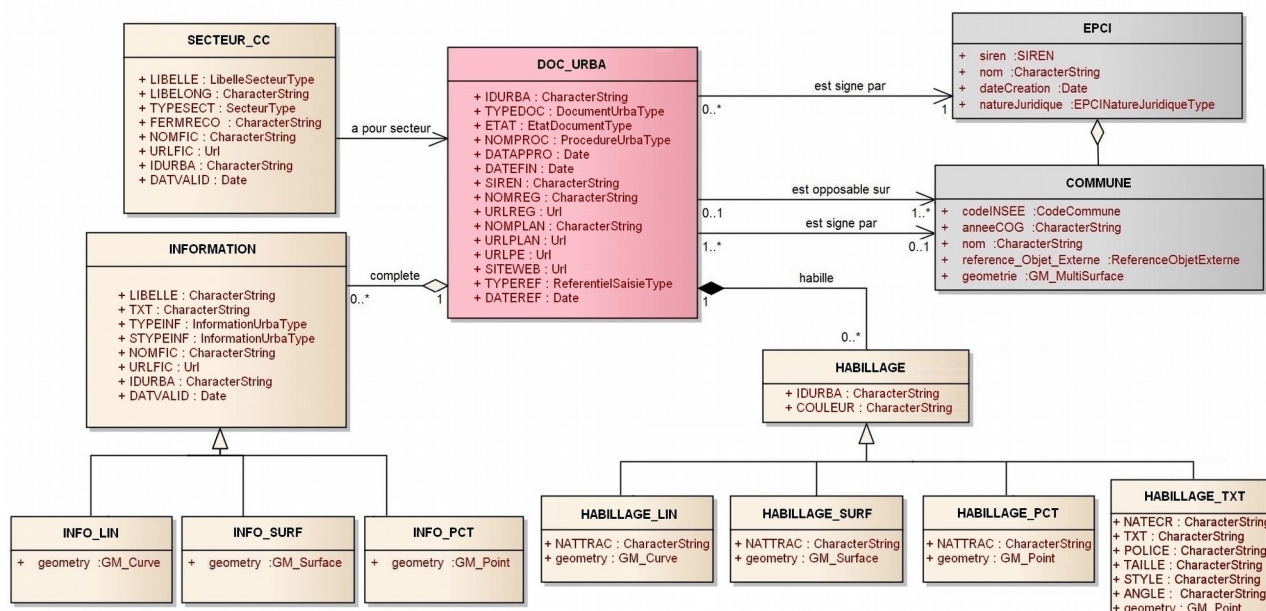 SECTEUR_CC
+ LIBELLE : LibelleSecteurType
+ LIBELONG : CharacterString
+ TYPESECT : SecteurType
+ FERMRECO : CharacterString
+ NOMFIC : CharacterString
+ URLFIC : Url
+ IDURBA : CharacterString
+ DATVALID : Date
a pour secteur
DOC_URBA
+ IDURBA : CharacterString
+ TYPEDOC : DocumentUrbaType
+ ETAT : EtatDocumentType
+ NOMPROC : ProcedureUrbaType
+ DATAPPRO : Date
+ DATEFIN : Date
+ SIREN : CharacterString
+ NOMREG : CharacterString
+ URLREG : Url
+ NOMPLAN : CharacterString
+ URLPLAN : Url
+ URLPE : Url
+ SITEWEB : Url
+ TYPEREF : ReferentielSaisieType
+ DATEREF : Date
est signe par
0..*
1
EPCI
+ siren :SIREN
+ nom :CharacterString
+ dateCreation :Date
+ natureJuridique :EPCINatureJuridiqueType
est opposable sur
0..1
1..*
est signe par
1..*
0..1
COMMUNE
+ codeINSEE :CodeCommune
+ anneeCOG :CharacterString
+ nom :CharacterString
+ reference_Objet_Externe :ReferenceObjetExterne
+ geometrie :GM_MultiSurface
INFORMATION
+ LIBELLE : CharacterString
+ TXT : CharacterString
+ TYPEINF : InformationUrbaType
+ STYPEINF : InformationUrbaType
+ NOMFIC : CharacterString
+ URLFIC : Url
+ IDURBA : CharacterString
+ DATVALID : Date
complete
0..*
1
habille
1
0..*
HABILLAGE
+ IDURBA : CharacterString
+ COULEUR : CharacterString
INFO_LIN
+ geometry :GM_Curve
INFO_SURF
+ geometry :GM_Surface
INFO_PCT
+ geometry :GM_Point
HABILLAGE_LIN
+ NATTRAC : CharacterString
+ geometry : GM_Curve
HABILLAGE_SURF
+ NATTRAC : CharacterString
+ geometry : GM_Surface
HABILLAGE_PCT
+ NATTRAC : CharacterString
+ geometry : GM_Point
HABILLAGE_TXT
+ NATECR : CharacterString
+ TXT : CharacterString
+ POLICE : CharacterString
+ TAILLE : CharacterString
+ STYLE : CharacterString
+ ANGLE : CharacterString
+ geometry : GM_Point